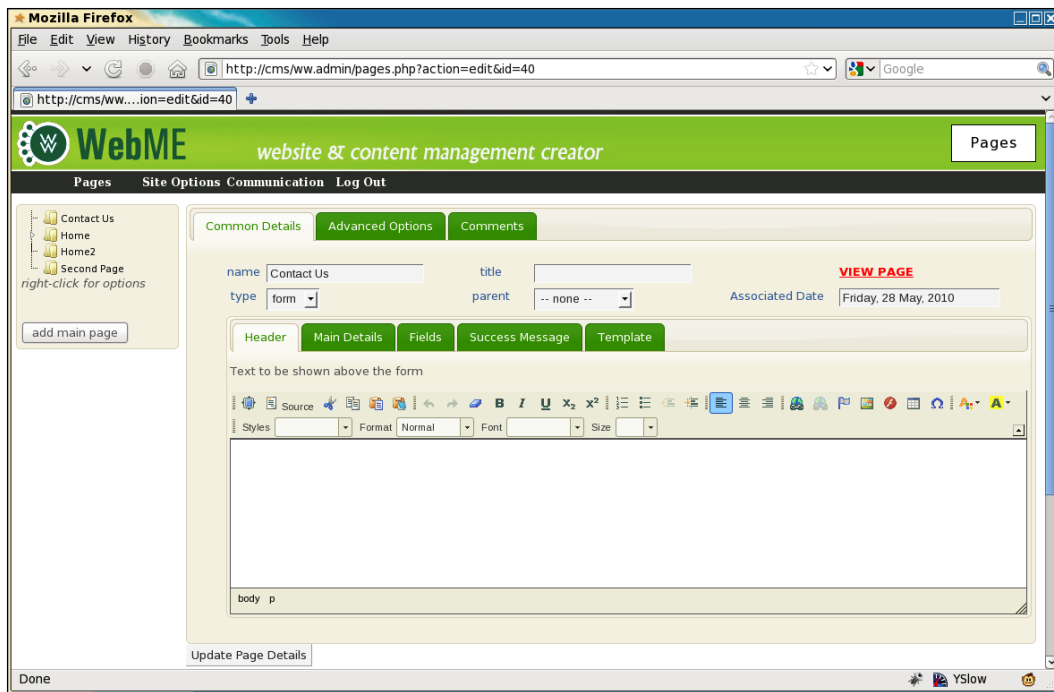 Mozilla Firefox
File Edit View History Bookmarks Tools Help
http://cms/ww.admin/pages.php?action=edit&id=40 Google
http://cms/ww....ion=edit&id=40
WebME website & content management creator Pages
Pages Site Options Communication Log Out
Contact Us
Home
Home2
Second Page
right-click for options
add main page
Common Details Advanced Options Comments
name Contact Us title VIEW PAGE
type form parent -- none -- Associated Date Friday, 28 May, 2010
Header Main Details Fields Success Message Template
Text to be shown above the form
Source B I U X₂ X² Ω A A
Styles Format Normal Font Size
body p
Update Page Details
Done YSlow